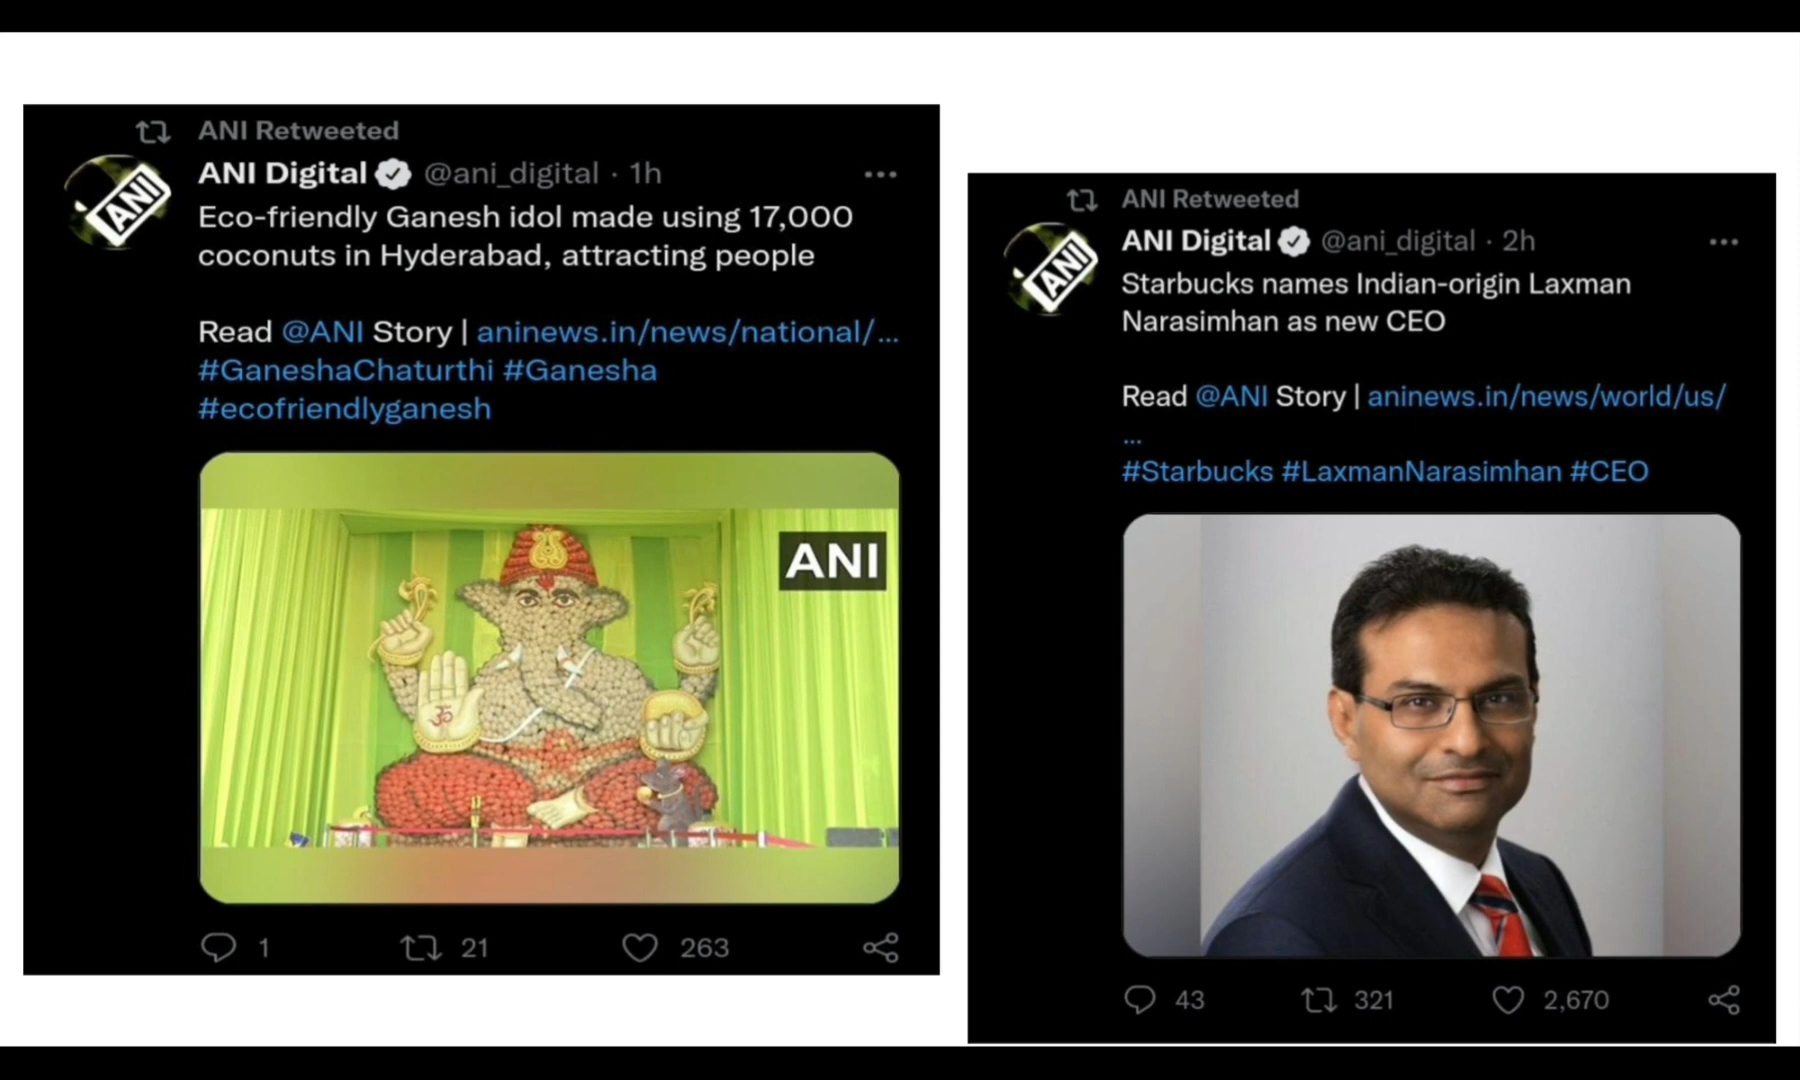 ANI Retweeted
ANI Digital @ani_digital · 1h
Eco-friendly Ganesh idol made using 17,000
coconuts in Hyderabad, attracting people
Read @ANI Story | aninews.in/news/national/...
#GaneshaChaturthi #Ganesha
#ecofriendlyganesh
ANI
ॐ
1 21 263
ANI Retweeted
ANI Digital @ani_digital · 2h
Starbucks names Indian-origin Laxman
Narasimhan as new CEO
Read @ANI Story | aninews.in/news/world/us/
...
#Starbucks #LaxmanNarasimhan #CEO
ANI
43 321 2,670